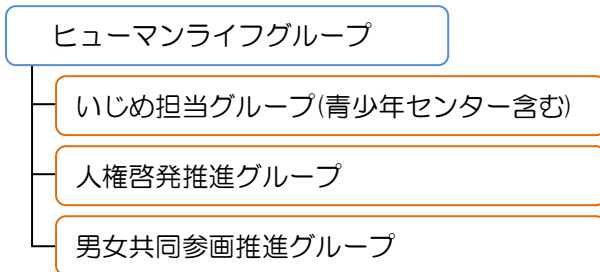 ヒューマンライフグループ
いじめ担当グループ(青少年センター含む)
人権啓発推進グループ
男女共同参画推進グループ